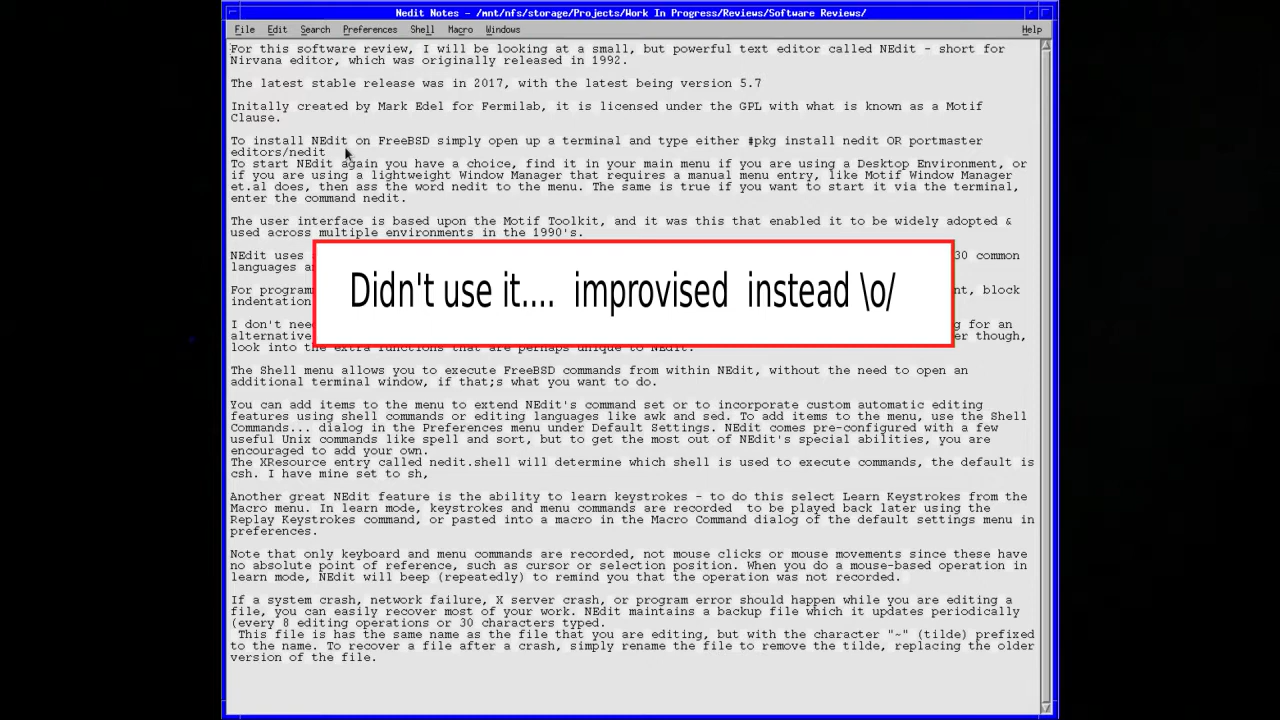 Nedit Notes - /mnt/nfs/storage/Projects/Work In Progress/Reviews/Software Reviews/
File Edit Search Preferences Shell Macro Windows Help
For this software review, I will be looking at a small, but powerful text editor called NEdit - short for
Nirvana editor, which was originally released in 1992.
The latest stable release was in 2017, with the latest being version 5.7
Initally created by Mark Edel for Fermilab, it is licensed under the GPL with what is known as a Motif
Clause.
To install NEdit on FreeBSD simply open up a terminal and type either #pkg install nedit OR portmaster
editors/nedit
To start NEdit again you have a choice, find it in your main menu if you are using a Desktop Environment, or
if you are using a lightweight Window Manager that requires a manual menu entry, like Motif Window Manager
et.al does, then ass the word nedit to the menu. The same is true if you want to start it via the terminal,
enter the command nedit.
The user interface is based upon the Motif Toolkit, and it was this that enabled it to be widely adopted &
used across multiple environments in the 1990's.
NEdit uses 30 common
languages
For block
indentation
I don't for an
alternative though,
look into the extra functions that are perhaps unique to NEdit.
Didn't use it.... improvised instead \o/
The Shell menu allows you to execute FreeBSD commands from within NEdit, without the need to open an
additional terminal window, if that;s what you want to do.
You can add items to the menu to extend NEdit's command set or to incorporate custom automatic editing
features using shell commands or editing languages like awk and sed. To add items to the menu, use the Shell
Commands... dialog in the Preferences menu under Default Settings. NEdit comes pre-configured with a few
useful Unix commands like spell and sort, but to get the most out of NEdit's special abilities, you are
encouraged to add your own.
The XResource entry called nedit.shell will determine which shell is used to execute commands, the default is
csh. I have mine set to sh,
Another great NEdit feature is the ability to learn keystrokes - to do this select Learn Keystrokes from the
Macro menu. In learn mode, keystrokes and menu commands are recorded  to be played back later using the
Replay Keystrokes command, or pasted into a macro in the Macro Command dialog of the default settings menu in
preferences.
Note that only keyboard and menu commands are recorded, not mouse clicks or mouse movements since these have
no absolute point of reference, such as cursor or selection position. When you do a mouse-based operation in
learn mode, NEdit will beep (repeatedly) to remind you that the operation was not recorded.
If a system crash, network failure, X server crash, or program error should happen while you are editing a
file, you can easily recover most of your work. NEdit maintains a backup file which it updates periodically
(every 8 editing operations or 30 characters typed.
This file is has the same name as the file that you are editing, but with the character "~" (tilde) prefixed
to the name. To recover a file after a crash, simply rename the file to remove the tilde, replacing the older
version of the file.